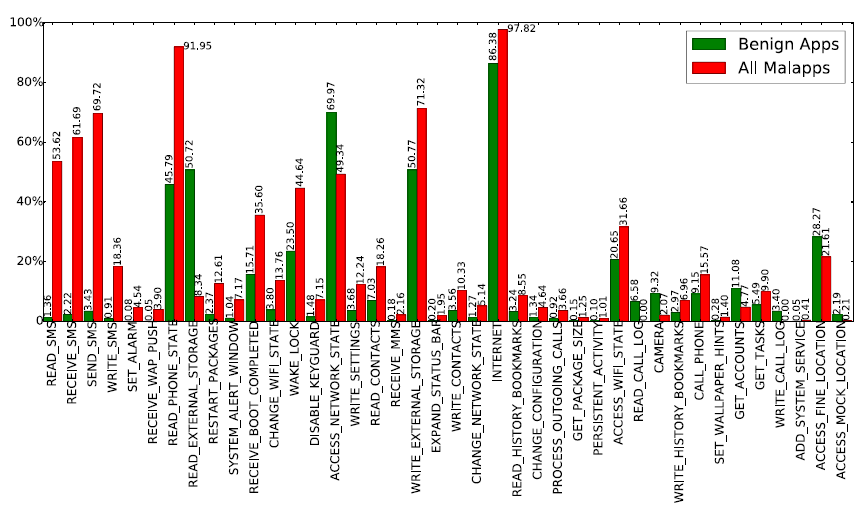 100%
80%
60%
40%
20%
0%
Benign Apps
All Malapps
1.36
53.62
2.22
61.69
3.43
69.72
0.91
18.36
0.08
4.54
0.05
3.90
45.79
91.95
50.72
8.34
2.37
12.61
1.04
7.17
15.71
35.60
3.80
13.76
23.50
44.64
1.48
7.15
69.97
49.34
3.68
12.24
7.03
18.26
0.18
2.16
50.77
71.32
0.20
1.95
3.56
10.33
1.27
5.14
86.38
97.82
3.24
8.55
1.34
4.64
0.92
3.66
0.15
1.25
0.10
1.01
20.65
31.66
6.58
0.00
9.32
2.07
2.97
6.96
9.15
15.57
0.28
1.40
11.08
4.77
5.49
9.90
3.40
0.00
0.05
0.41
28.27
21.61
2.19
0.21
READ_SMS
RECEIVE_SMS
SEND_SMS
WRITE_SMS
SET_ALARM
RECEIVE_WAP_PUSH
READ_PHONE_STATE
READ_EXTERNAL_STORAGE
RESTART_PACKAGES
SYSTEM_ALERT_WINDOW
RECEIVE_BOOT_COMPLETED
CHANGE_WIFI_STATE
WAKE_LOCK
DISABLE_KEYGUARD
ACCESS_NETWORK_STATE
WRITE_SETTINGS
READ_CONTACTS
RECEIVE_MMS
WRITE_EXTERNAL_STORAGE
EXPAND_STATUS_BAR
WRITE_CONTACTS
CHANGE_NETWORK_STATE
INTERNET
READ_HISTORY_BOOKMARKS
CHANGE_CONFIGURATION
PROCESS_OUTGOING_CALLS
GET_PACKAGE_SIZE
PERSISTENT_ACTIVITY
ACCESS_WIFI_STATE
READ_CALL_LOG
CAMERA
WRITE_HISTORY_BOOKMARKS
CALL_PHONE
SET_WALLPAPER_HINTS
GET_ACCOUNTS
GET_TASKS
WRITE_CALL_LOG
ADD_SYSTEM_SERVICE
ACCESS_FINE_LOCATION
ACCESS_MOCK_LOCATION